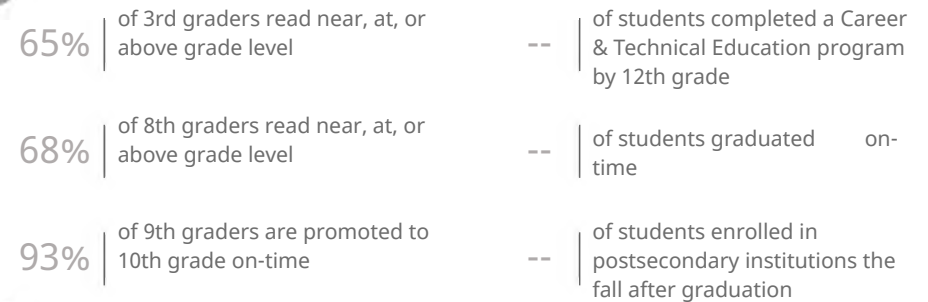 65%
of 3rd graders read near, at, or
above grade level
68%
of 8th graders read near, at, or
above grade level
93%
of 9th graders are promoted to
10th grade on-time
--
of students completed a Career
& Technical Education program
by 12th grade
--
of students graduated on-
time
--
of students enrolled in
postsecondary institutions the
fall after graduation